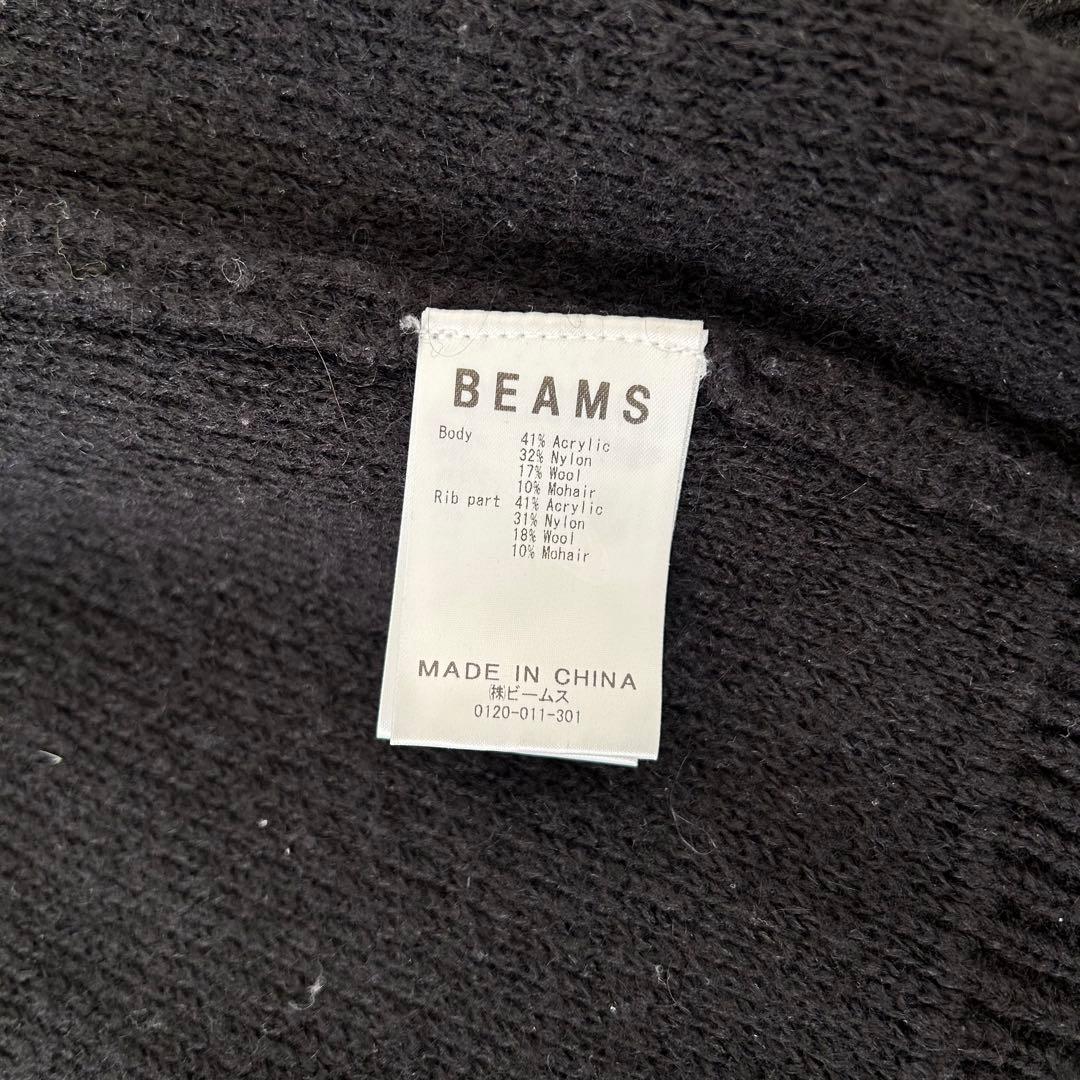 BEAMS
Body 41% Acrylic
32% Nylon
17% Wool
10% Mohair
Rib part 41% Acrylic
31% Nylon
18% Wool
10% Mohair
MADE IN CHINA
㈱ビームス
0120-011-301